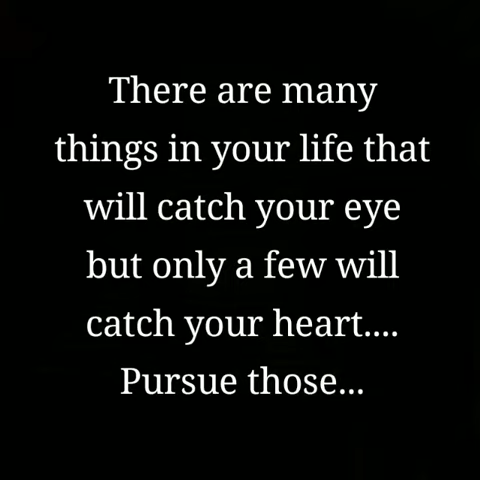 There are many
things in your life that
will catch your eye
but only a few will
catch your heart....
Pursue those...